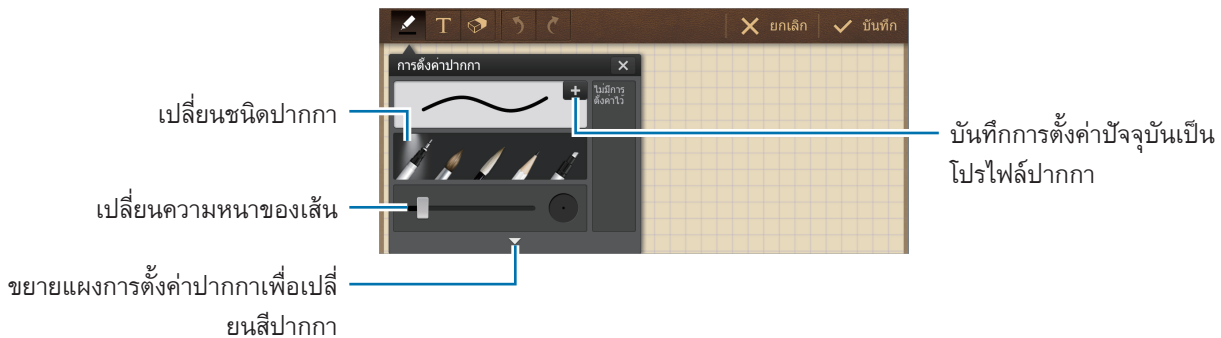 T
ยกเลิก
บันทึก
การตั้งค่าปากกา
ไม่มีการ
ตั้งค่าไว้
เปลี่ยนชนิดปากกา
บันทึกการตั้งค่าปัจจุบันเป็น
โปรไฟล์ปากกา
เปลี่ยนความหนาของเส้น
ขยายแผงการตั้งค่าปากกาเพื่อเปลี่
ยนสีปากกา